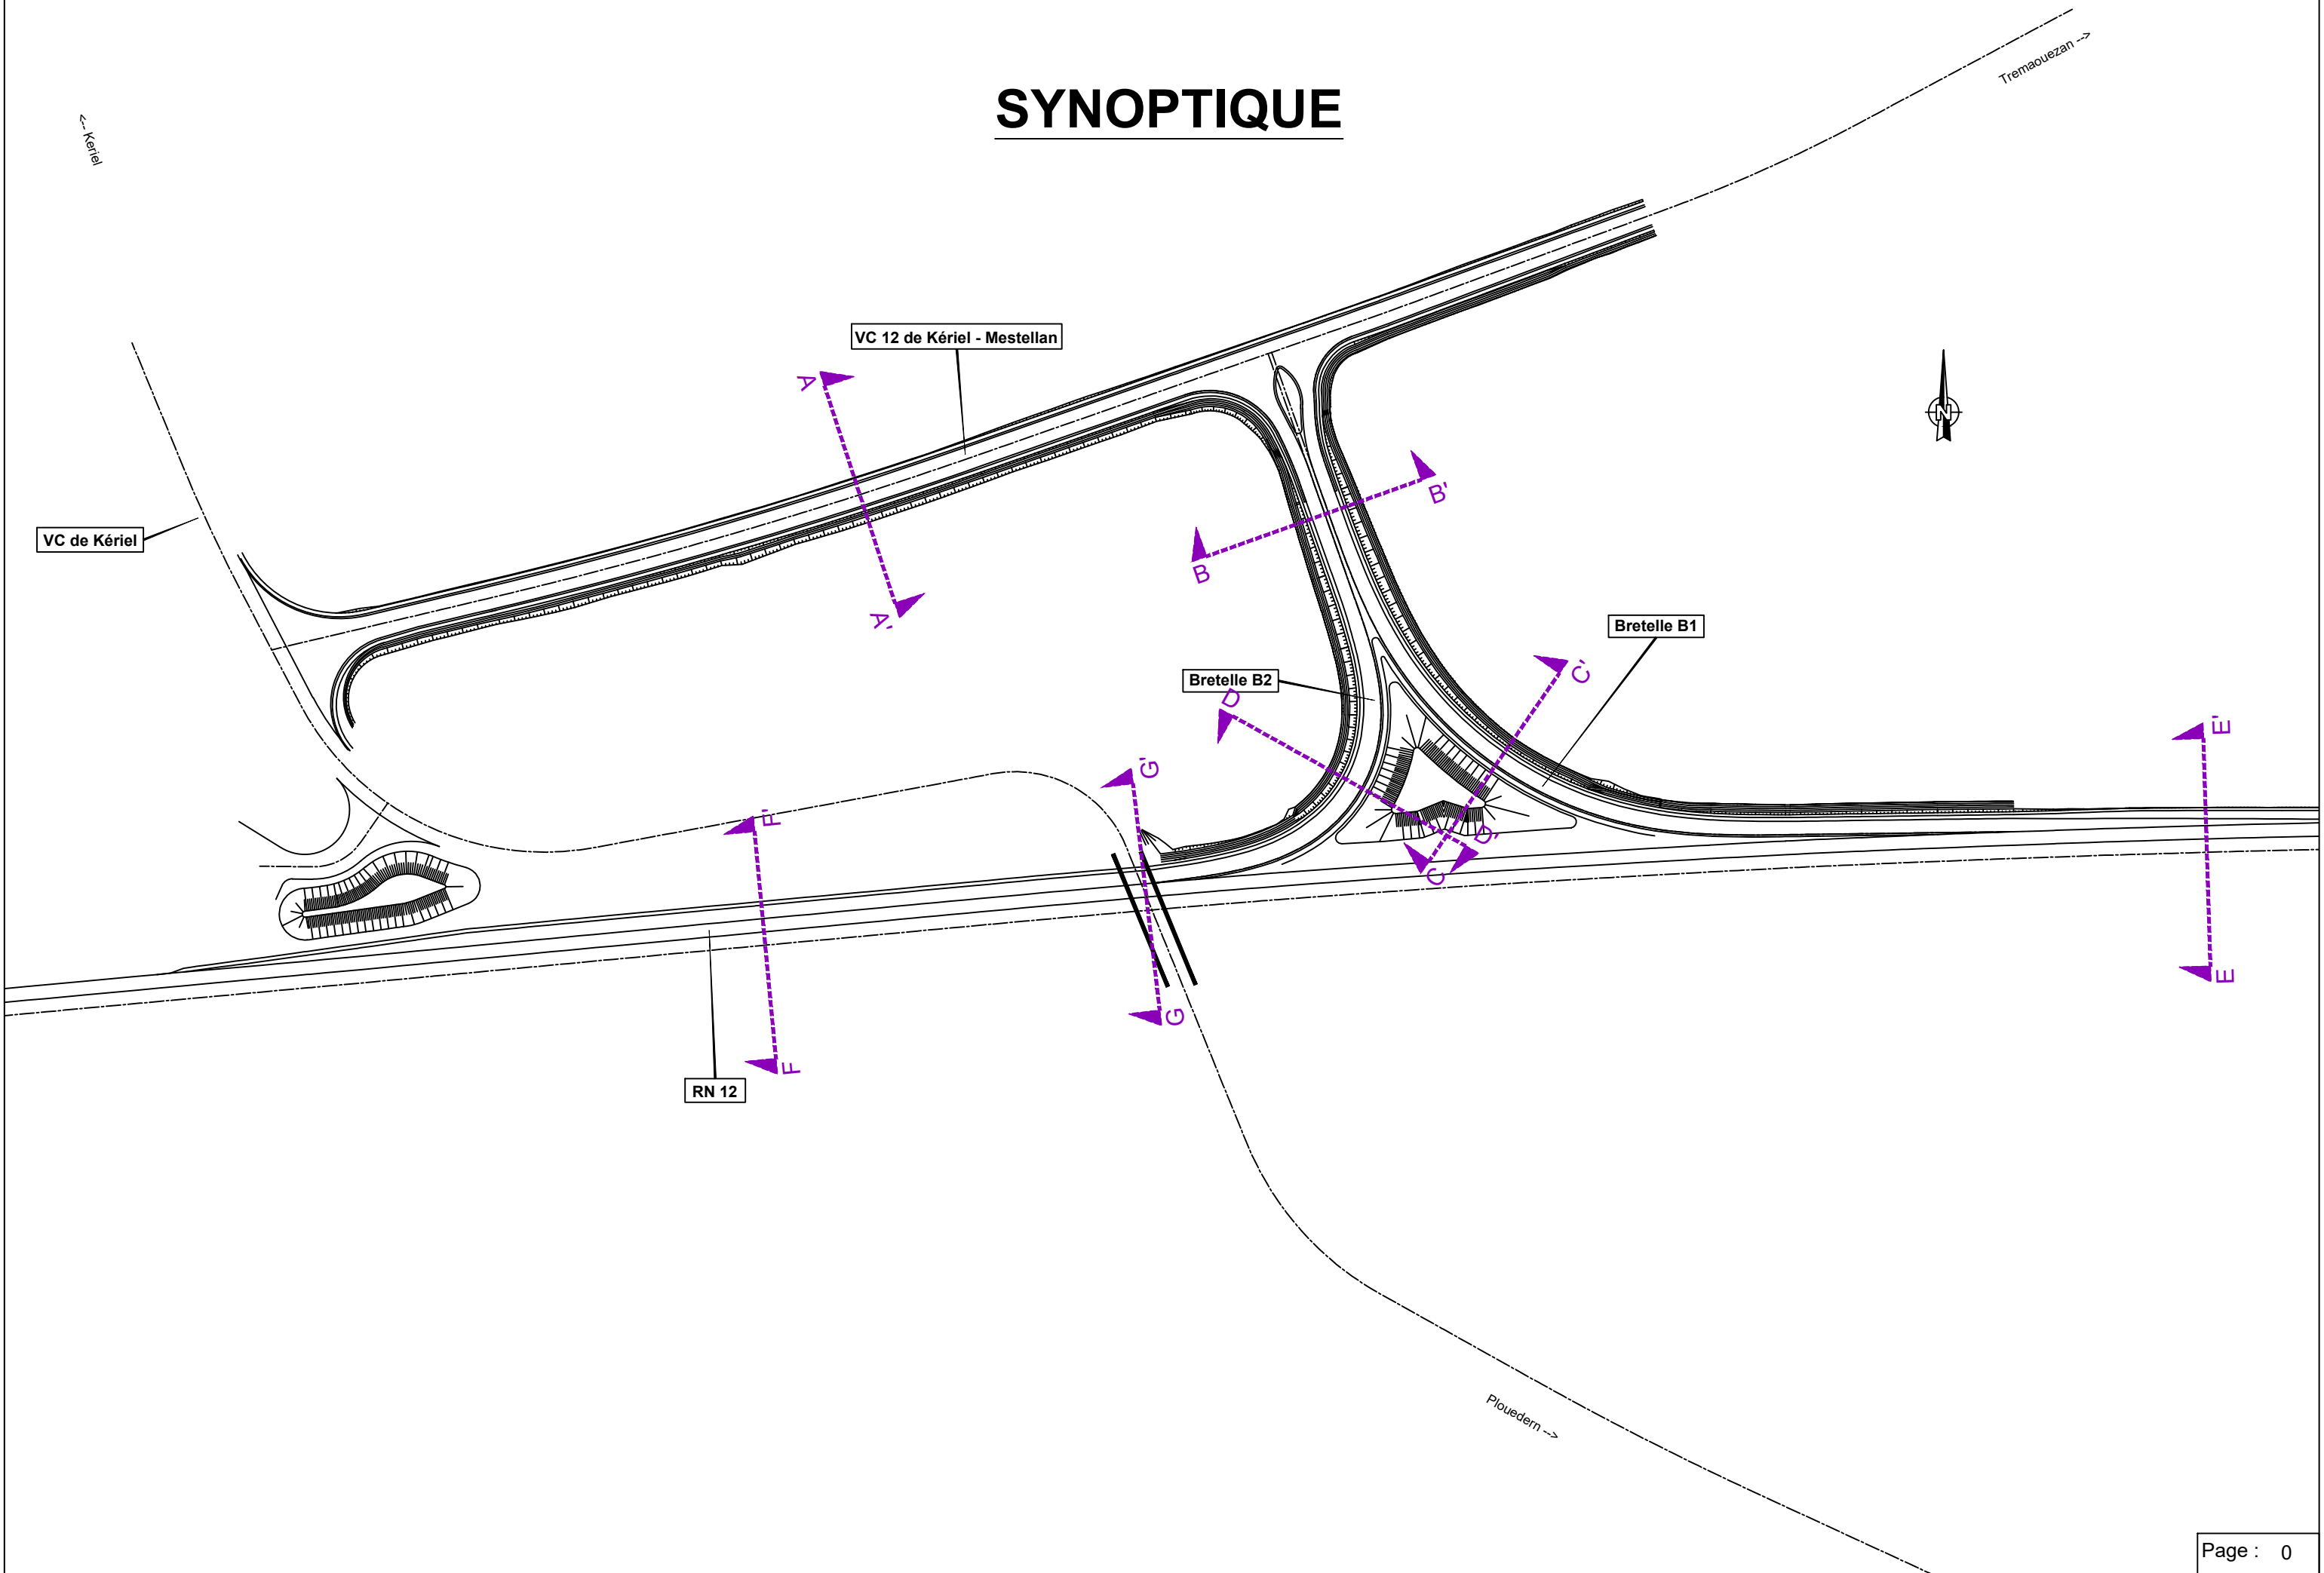 SYNOPTIQUE
Tremaouezan -->
<-- Keriel
VC 12 de Kériel - Mestellan
A
N
B'
VC de Kériel
B
A'
Bretelle B1
C'
Bretelle B2
D
E'
G'
F'
D'
C
E
G
F
RN 12
Plouedern -->
Page : 0